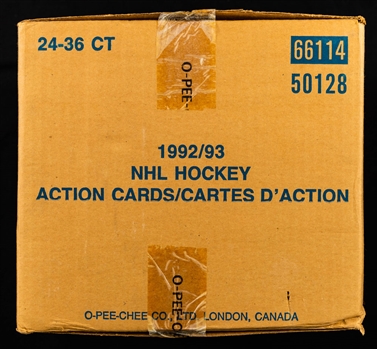 24-36 CT
66114
50128
O-PEE-
1992/93
NHL HOCKEY
ACTION CARDS/CARTES D'ACTION
O-PEE-C
O-PEE-CHEE CO., LTD. LONDON, CANADA